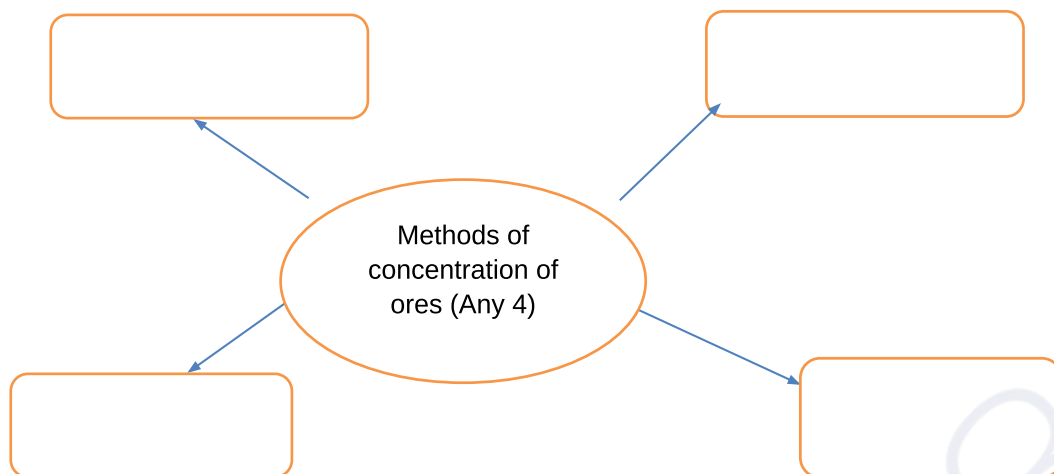 Methods of
concentration of
ores (Any 4)